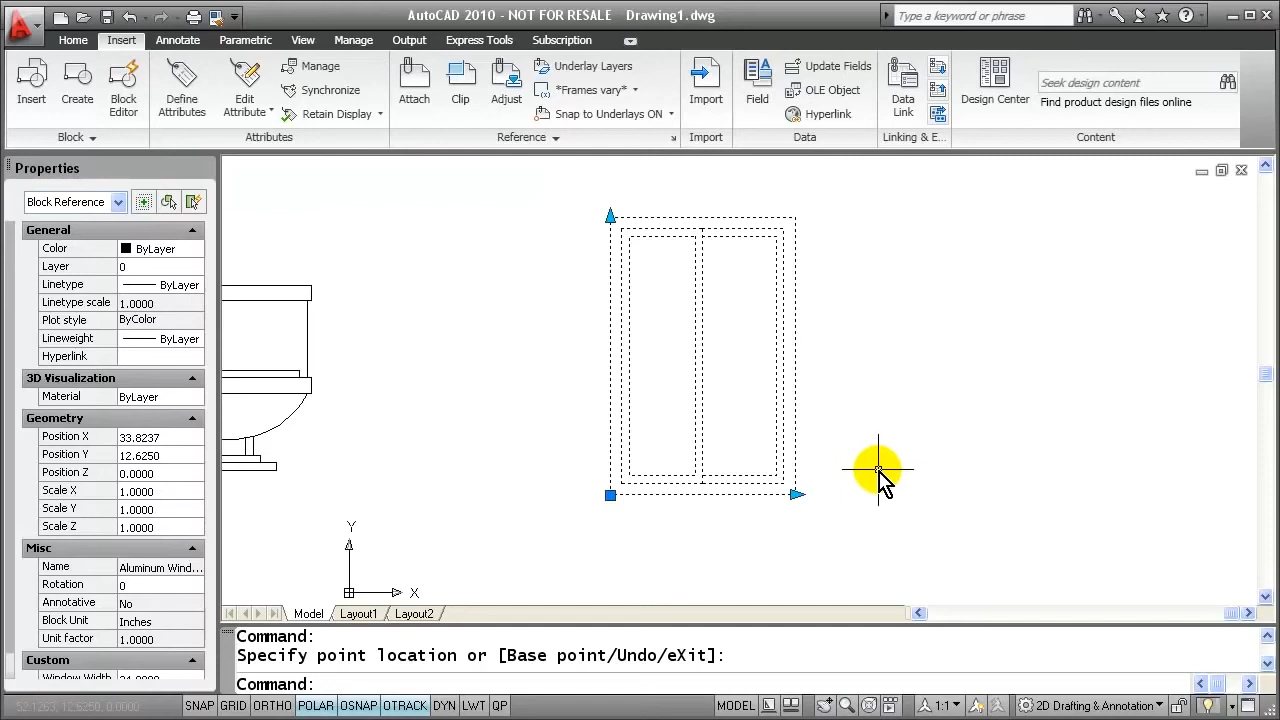 AutoCAD 2010 - NOT FOR RESALE Drawing1.dwg
Type a keyword or phrase
Home Insert Annotate Parametric View Manage Output Express Tools Subscription
Insert Create Block Editor
Define Attributes Edit Attribute
Manage
Synchronize
Retain Display
Attach Clip Adjust
Underlay Layers
*Frames vary*
Snap to Underlays ON
Import
Field
Update Fields
OLE Object
Hyperlink
Data Link
Design Center
Seek design content
Find product design files online
Block Attributes Reference Import Data Linking & E... Content
Properties
Block Reference
General
Color ByLayer
Layer 0
Linetype ByLayer
Linetype scale 1.0000
Plot style ByColor
Lineweight ByLayer
Hyperlink
3D Visualization
Material ByLayer
Geometry
Position X 33.8237
Position Y 12.6250
Position Z 0.0000
Scale X 1.0000
Scale Y 1.0000
Scale Z 1.0000
Misc
Name Aluminum Wind...
Rotation 0
Annotative No
Block Unit Inches
Unit factor 1.0000
Custom
Window Width
Y
X
Model Layout1 Layout2
Command:
Specify point location or [Base point/Undo/eXit]:
Command:
52.1263, 12.6250, 0.0000 SNAP GRID ORTHO POLAR OSNAP OTRACK DYN LWT QP MODEL 1:1 2D Drafting & Annotation